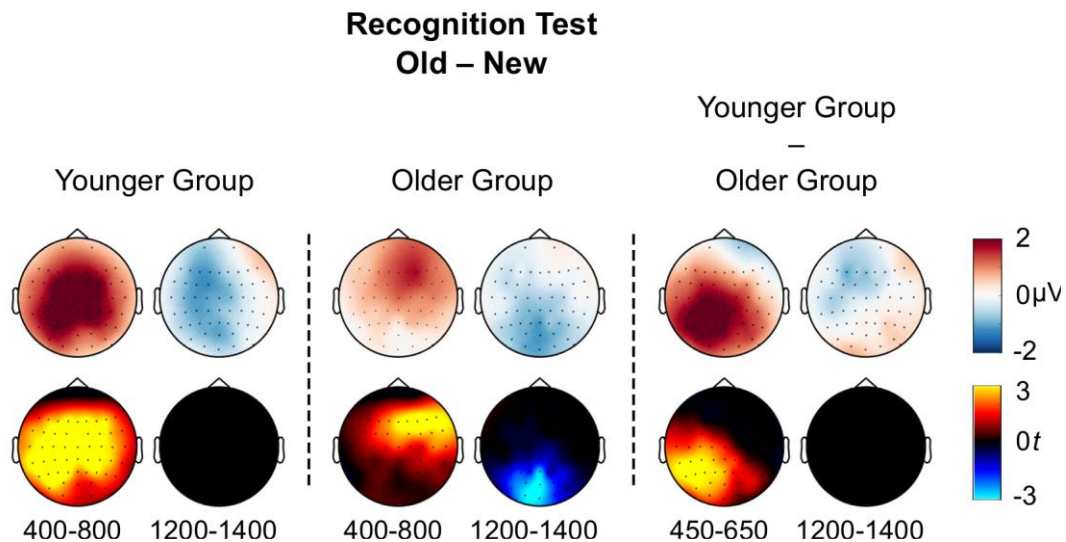 Recognition Test
Old – New
Younger Group
–
Younger Group Older Group Older Group
2
0µV
-2
3
0t
-3
400-800 1200-1400 400-800 1200-1400 450-650 1200-1400